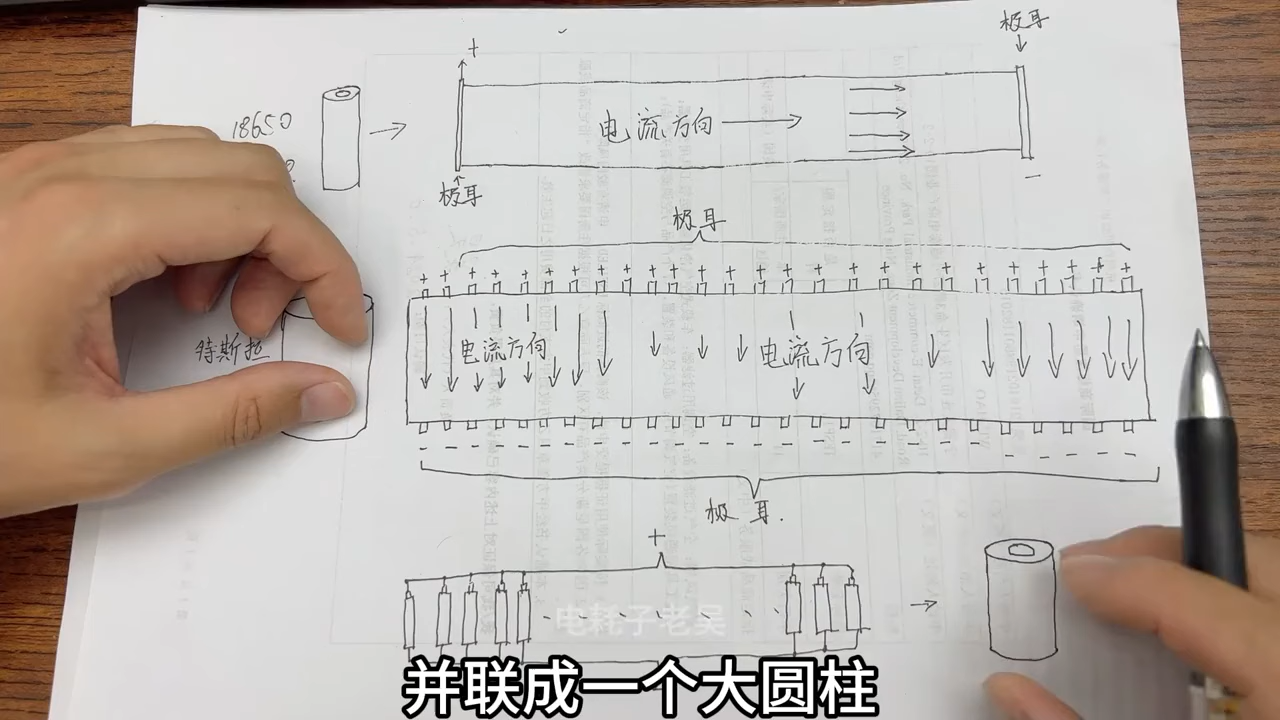 极耳
+
18650
电流方向
-
极耳
极耳
+ + + + + + + + + + + + + + + + + + + + + + + + +
特斯拉
电流方向 电流方向
- - - - - - - - - - - - - - - - - - - - - - - - - -
极耳.
+
电耗子老吴
并联成一个大圆柱